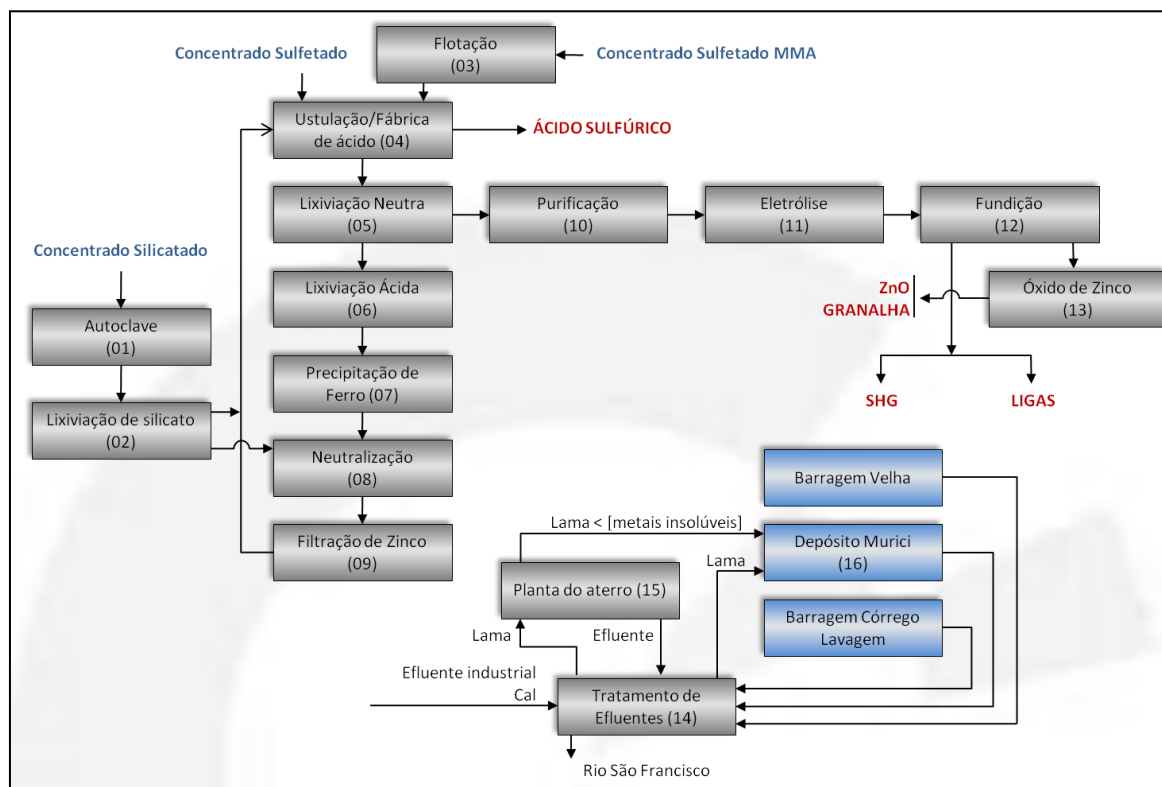 Flotação
(03)
Concentrado Sulfetado
Concentrado Sulfetado MMA
Ustulação/Fábrica
de ácido (04)
ÁCIDO SULFÚRICO
Lixiviação Neutra
(05)
Purificação
(10)
Eletrólise
(11)
Fundição
(12)
Concentrado Silicatado
Lixiviação Ácida
(06)
ZnO
GRANALHA
Óxido de Zinco
(13)
Autoclave
(01)
Precipitação de
Ferro (07)
SHG
LIGAS
Lixiviação de silicato
(02)
Neutralização
(08)
Barragem Velha
Filtração de Zinco
(09)
Lama < [metais insolúveis]
Depósito Murici
(16)
Lama
Planta do aterro (15)
Barragem Córrego
Lavagem
Lama
Efluente
Efluente industrial
Cal
Tratamento de
Efluentes (14)
Rio São Francisco